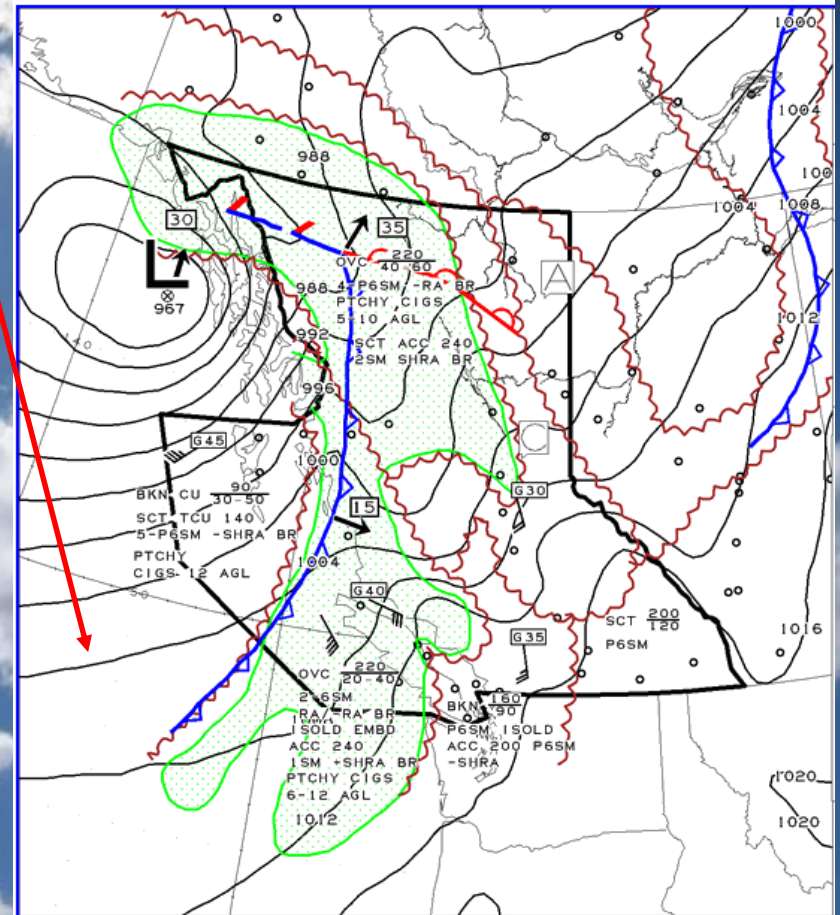 1000
1004
1008
1004
988
30
35
L
967
OVC 220
40-60
4-P6SM -RA BR
PTCHY CIGS
5-10 AGL
SCT ACC 240
2SM SHRA BR
988
A
992
1012
996
C
G45
1000
G30
BKN CU 90
30-50
SCT TCU 140
5-P6SM -SHRA BR
PTCHY
CIGS 12 AGL
15
1004
G40
SCT 200
120
P6SM
1016
G35
OVC 220
20-40
2-6SM
RA/-RA BR
ISOLD EMBD
ACC 240
1SM +SHRA BR
PTCHY CIGS
6-12 AGL
BKN 160
90
P6SM ISOLD
ACC 200 P6SM
-SHRA
1012
1020
1020